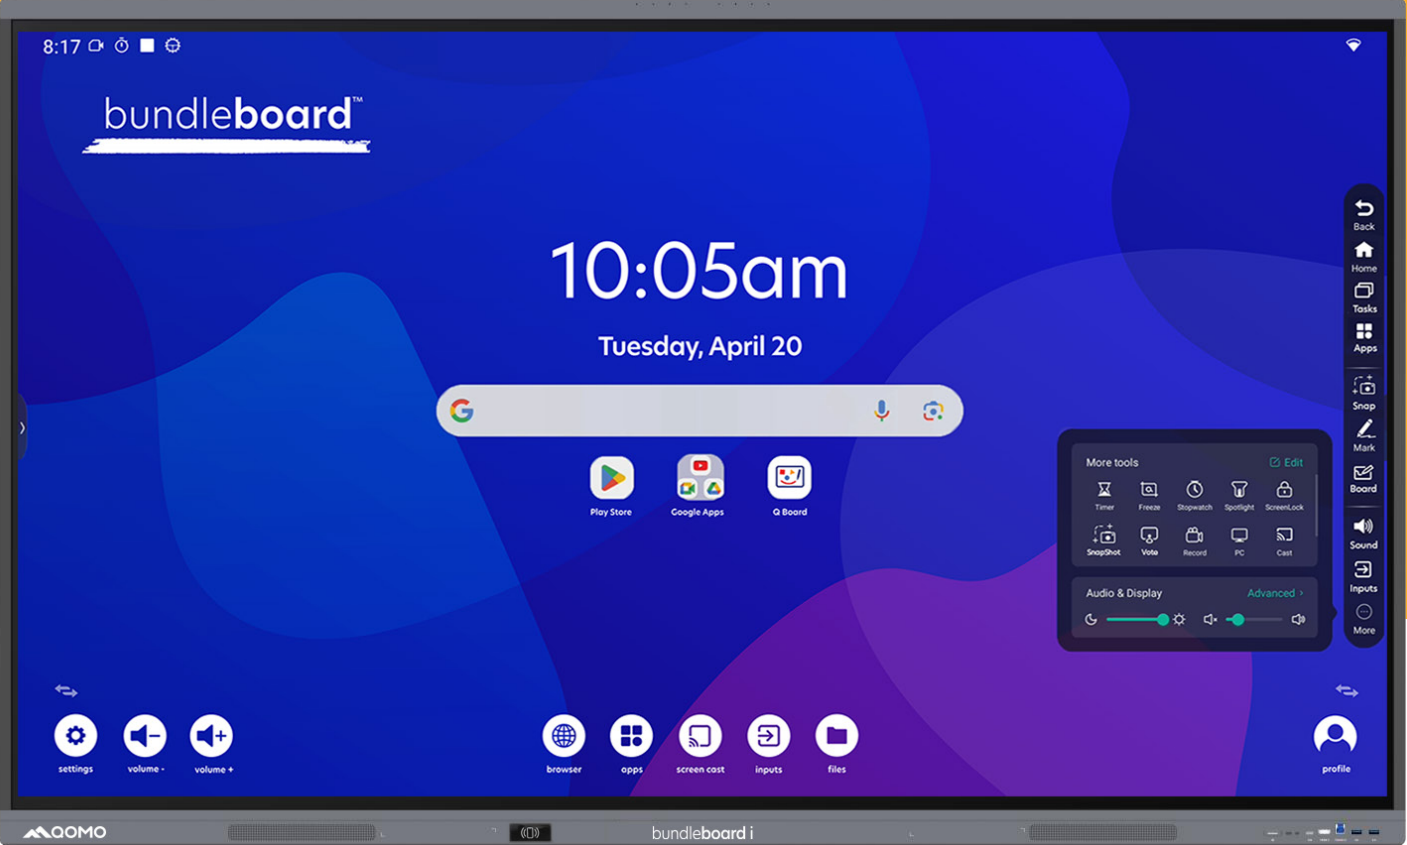 8:17
bundleboard™
10:05am
Tuesday, April 20
Play Store
Google Apps
Q Board
Back
Home
Tasks
Apps
Snap
Mark
Board
Sound
Inputs
More
More tools
Edit
Timer
Freeze
Stopwatch
Spotlight
ScreenLock
SnapShot
Vote
Record
PC
Cast
Audio & Display
Advanced >
settings
volume -
volume +
browser
apps
screen cast
inputs
files
profile
QOMO
bundleboard i